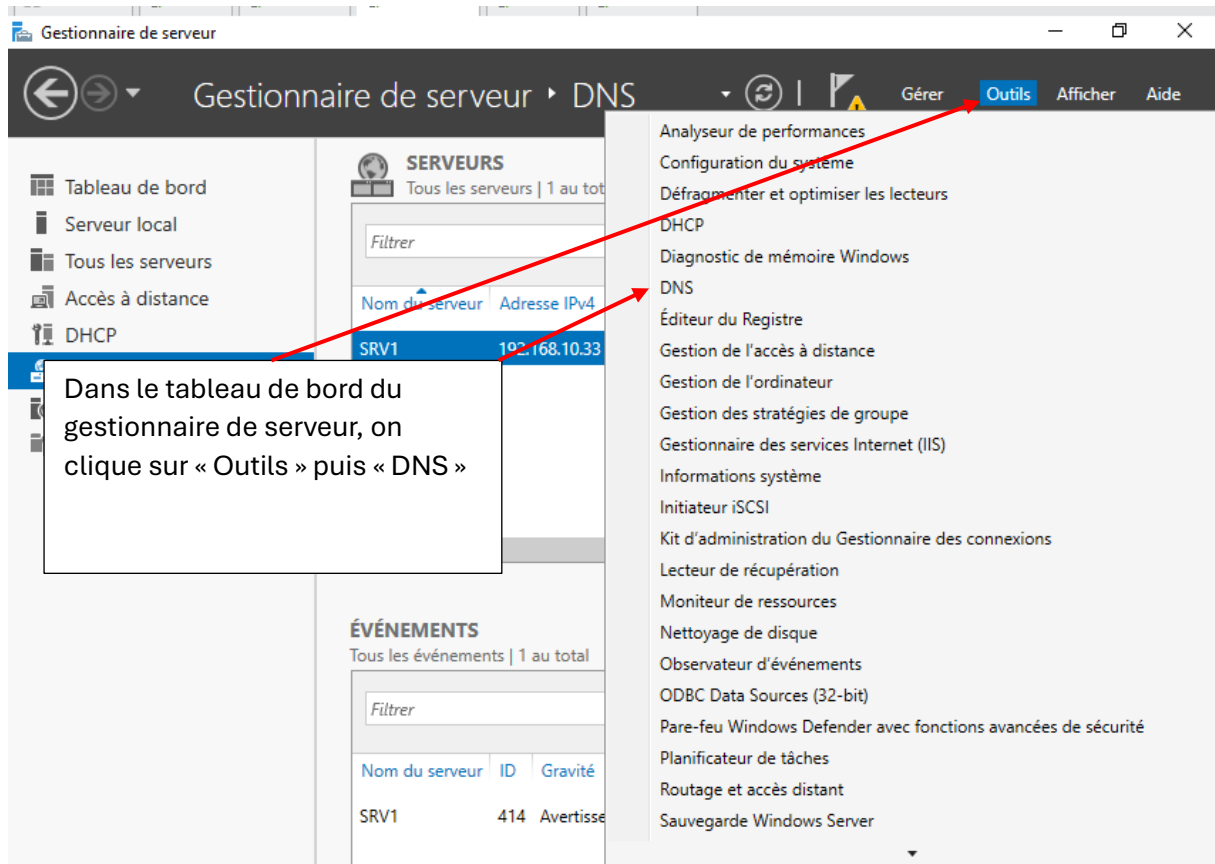 Gestionnaire de serveur
Gestionnaire de serveur ‣ DNS
Gérer
Outils
Afficher
Aide
Tableau de bord
Serveur local
Tous les serveurs
Accès à distance
DHCP
SERVEURS
Tous les serveurs | 1 au tot
Filtrer
Nom du serveur Adresse IPv4
SRV1 192.168.10.33
Dans le tableau de bord du
gestionnaire de serveur, on
clique sur « Outils » puis « DNS »
ÉVÉNEMENTS
Tous les événements | 1 au total
Filtrer
Nom du serveur ID Gravité
SRV1 414 Avertisse
Analyseur de performances
Configuration du système
Défragmenter et optimiser les lecteurs
DHCP
Diagnostic de mémoire Windows
DNS
Éditeur du Registre
Gestion de l'accès à distance
Gestion de l'ordinateur
Gestion des stratégies de groupe
Gestionnaire des services Internet (IIS)
Informations système
Initiateur iSCSI
Kit d'administration du Gestionnaire des connexions
Lecteur de récupération
Moniteur de ressources
Nettoyage de disque
Observateur d'événements
ODBC Data Sources (32-bit)
Pare-feu Windows Defender avec fonctions avancées de sécurité
Planificateur de tâches
Routage et accès distant
Sauvegarde Windows Server